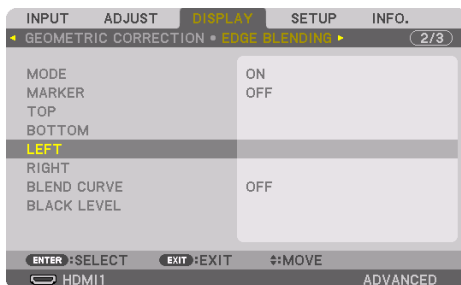 INPUT ADJUST DISPLAY SETUP INFO.
GEOMETRIC CORRECTION • EDGE BLENDING 2/3
MODE ON
MARKER OFF
TOP
BOTTOM
LEFT
RIGHT
BLEND CURVE OFF
BLACK LEVEL
ENTER :SELECT EXIT :EXIT :MOVE
HDMI1 ADVANCED